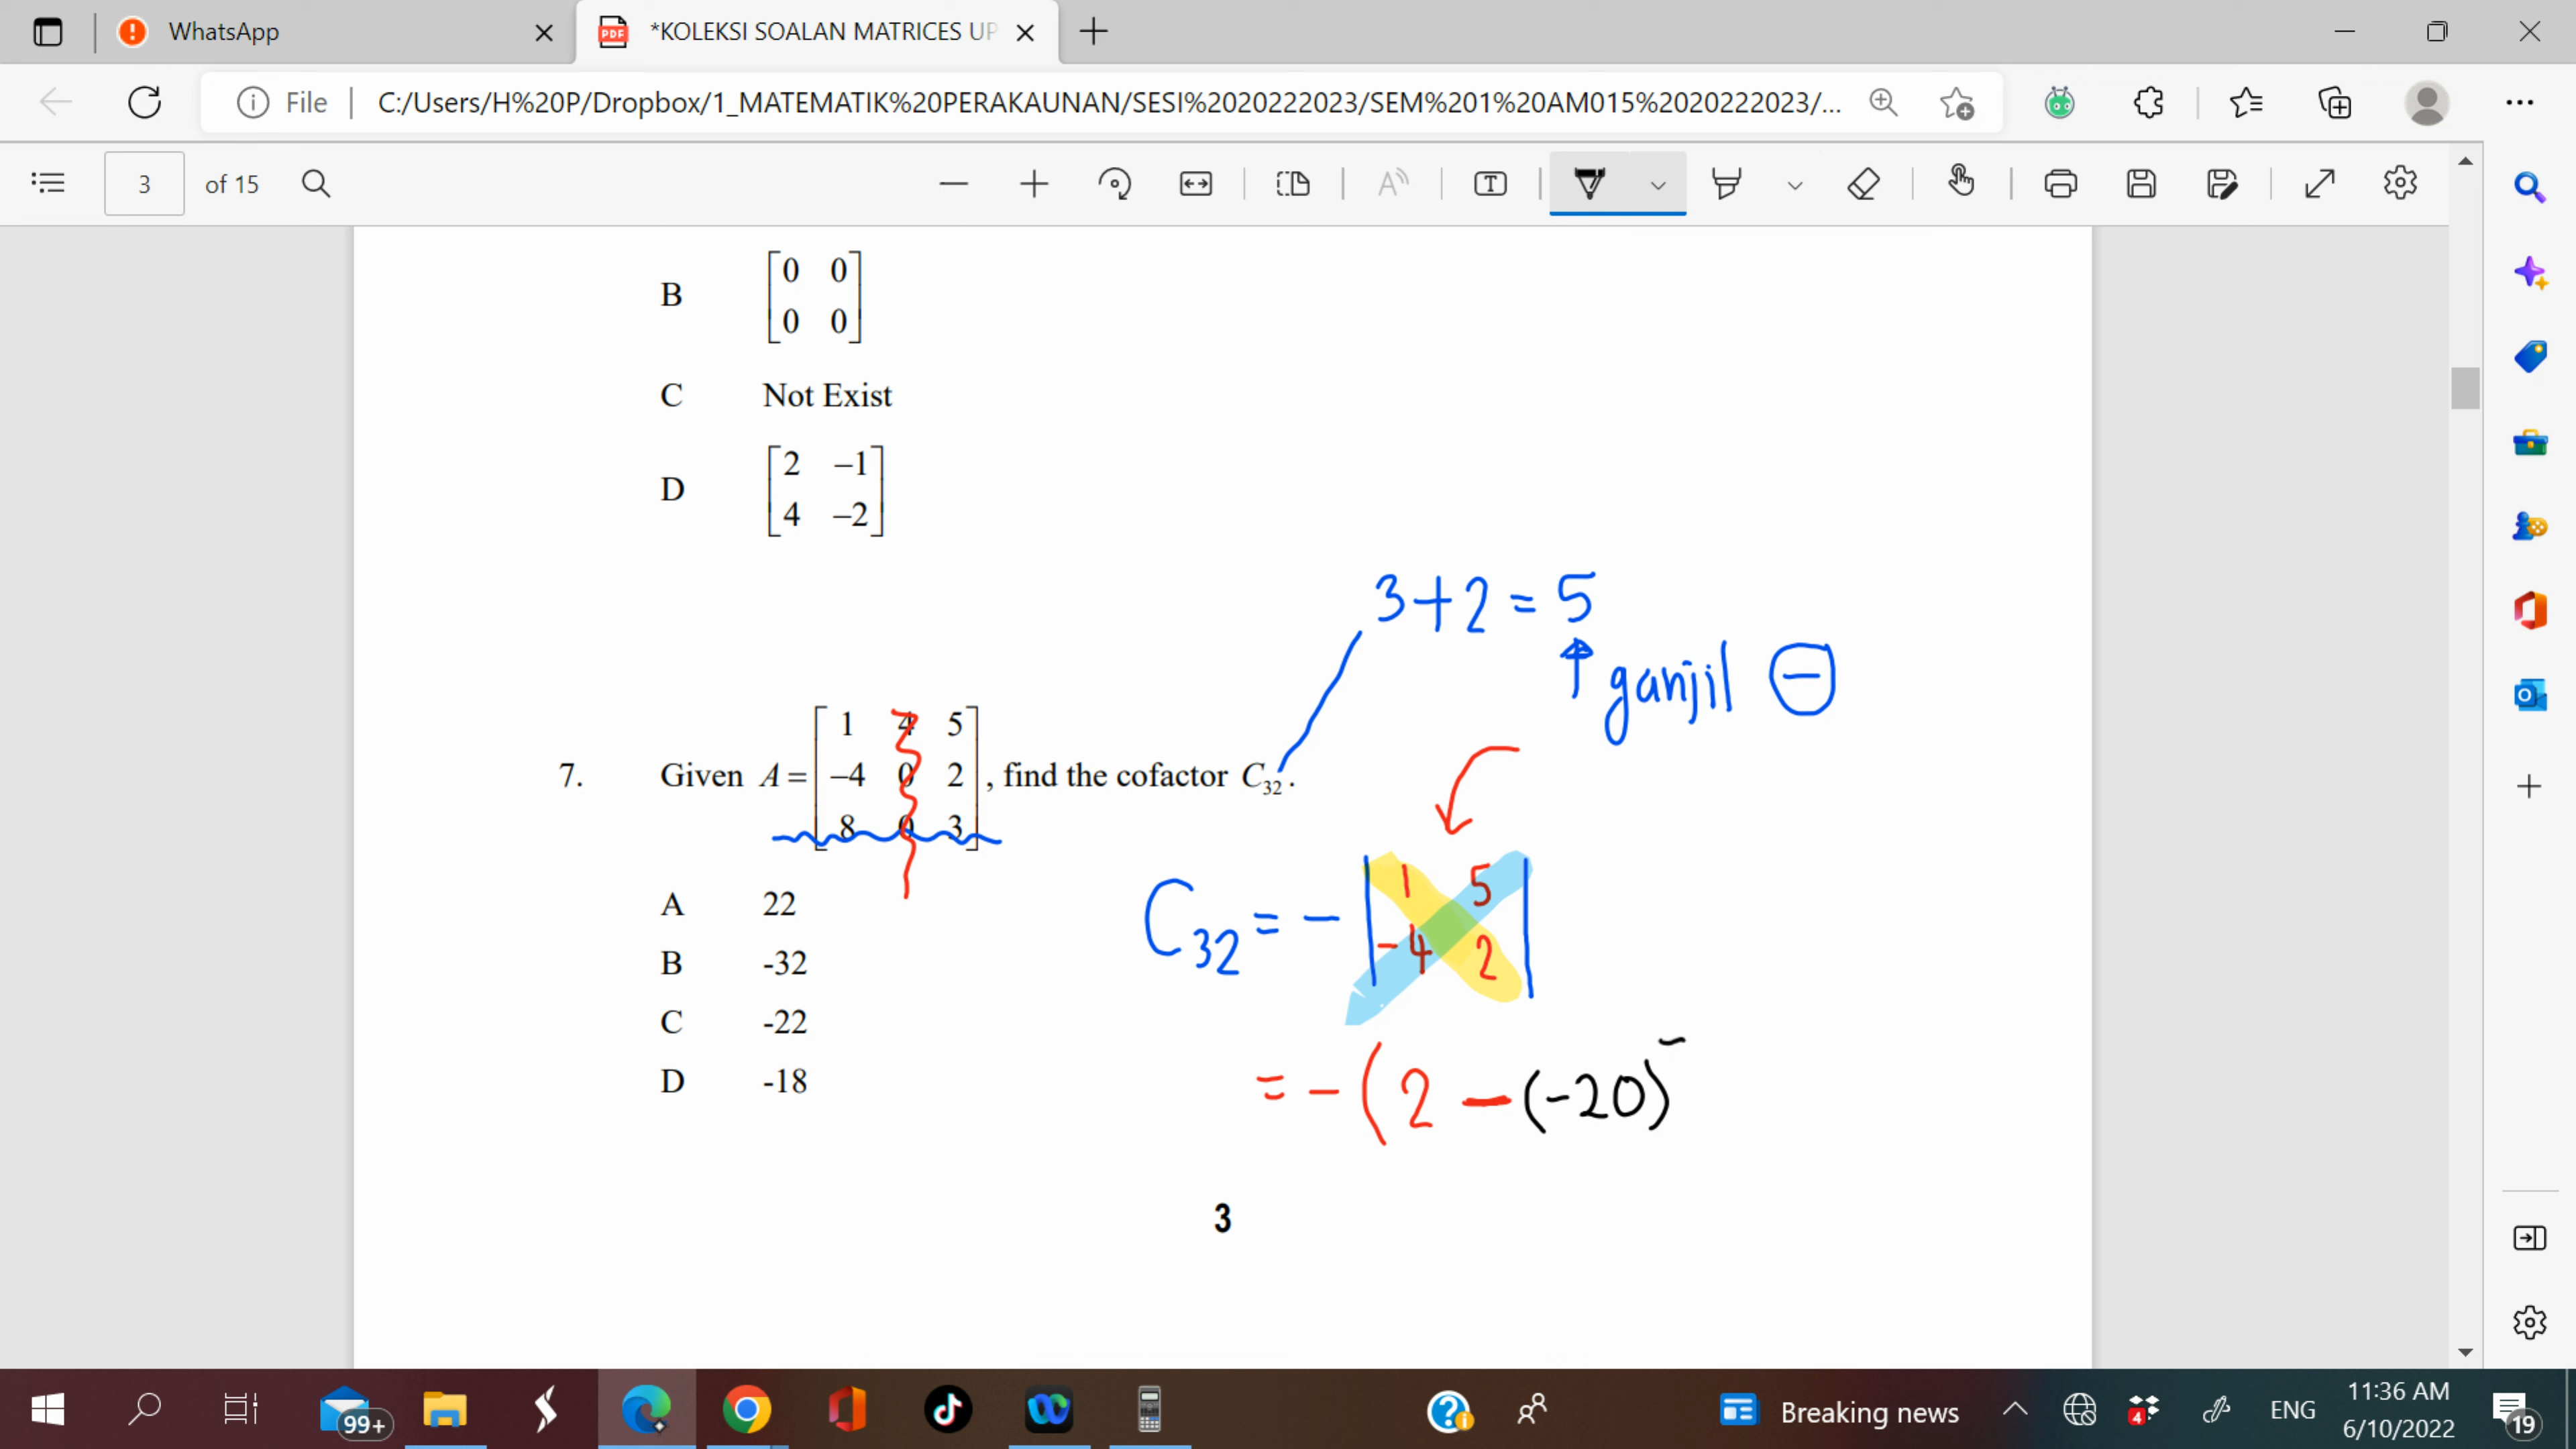 WhatsApp
*KOLEKSI SOALAN MATRICES UP
File | C:/Users/H%20P/Dropbox/1_MATEMATIK%20PERAKAUNAN/SESI%2020222023/SEM%201%20AM015%2020222023/...
3 of 15
B [0 0
0 0]
C Not Exist
D [2 –1
4 –2]
3+2=5
↑ ganjil ⊖
7. Given A = [1 4 5
–4 0 2
8 0 3], find the cofactor C₃₂.
A 22
B -32
C -22
D -18
C₃₂ = - |1 5
-4 2|
= - ( 2 - (-20)
3
99+
Breaking news
4
ENG
11:36 AM
6/10/2022
19